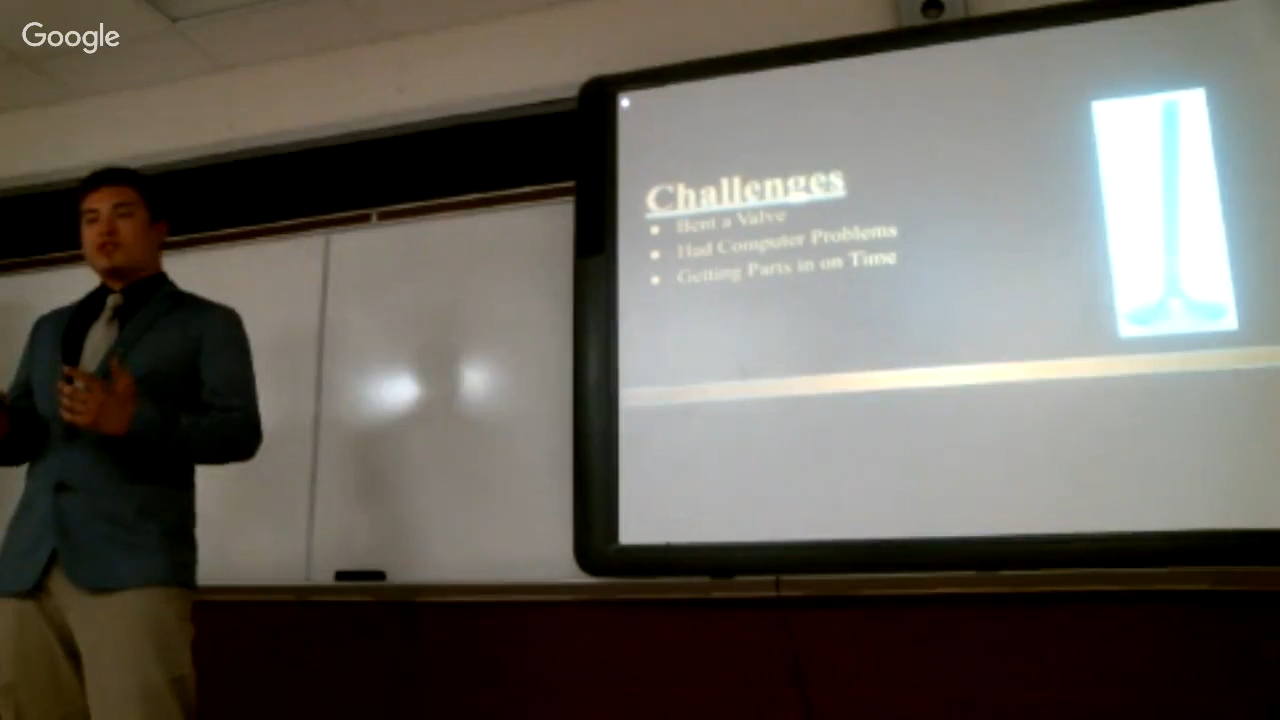 Google
Challenges
Bent a Valve
Had Computer Problems
Getting Parts in on Time